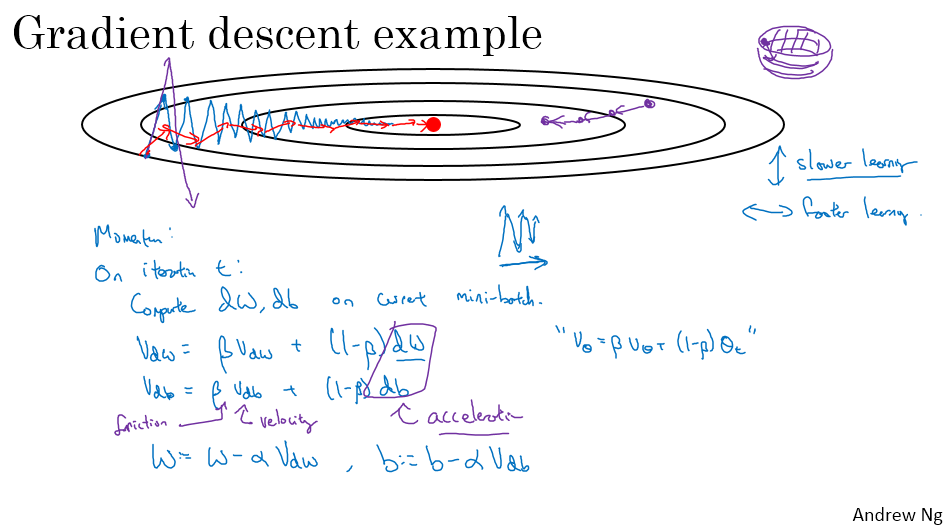 Gradient descent example
slower learning
faster learning.
Momentum:
On iteration t:
Compute dW, db on current mini-batch.
Vdw = β Vdw + (1-β) dW
"Vθ = β Vθ + (1-β) θt"
Vdb = β Vdb + (1-β) db
friction velocity acceleration
W := W - α Vdw , b := b - α Vdb
Andrew Ng